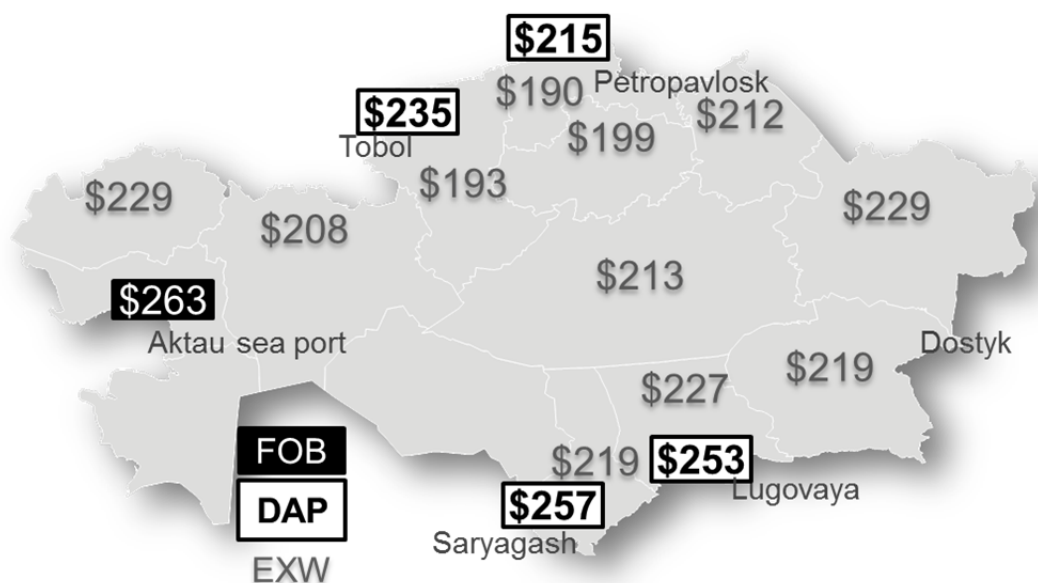 $215
Petropavlosk
$190
$235
$212
Tobol
$199
$193
$229
$229
$208
$213
$263
Aktau sea port
Dostyk
$219
$227
FOB
$219
$253
Lugovaya
DAP
$257
Saryagash
EXW